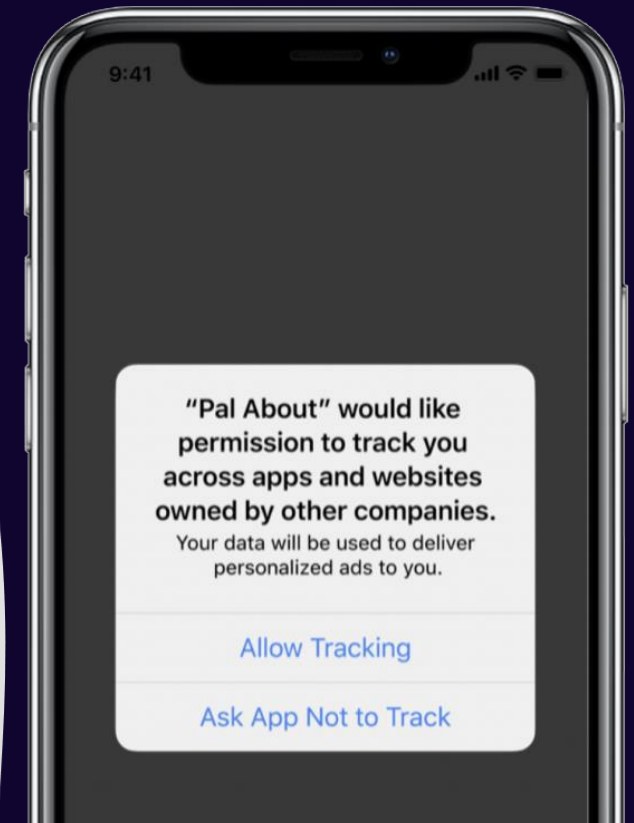 9:41
“Pal About” would like
permission to track you
across apps and websites
owned by other companies.
Your data will be used to deliver
personalized ads to you.
Allow Tracking
Ask App Not to Track